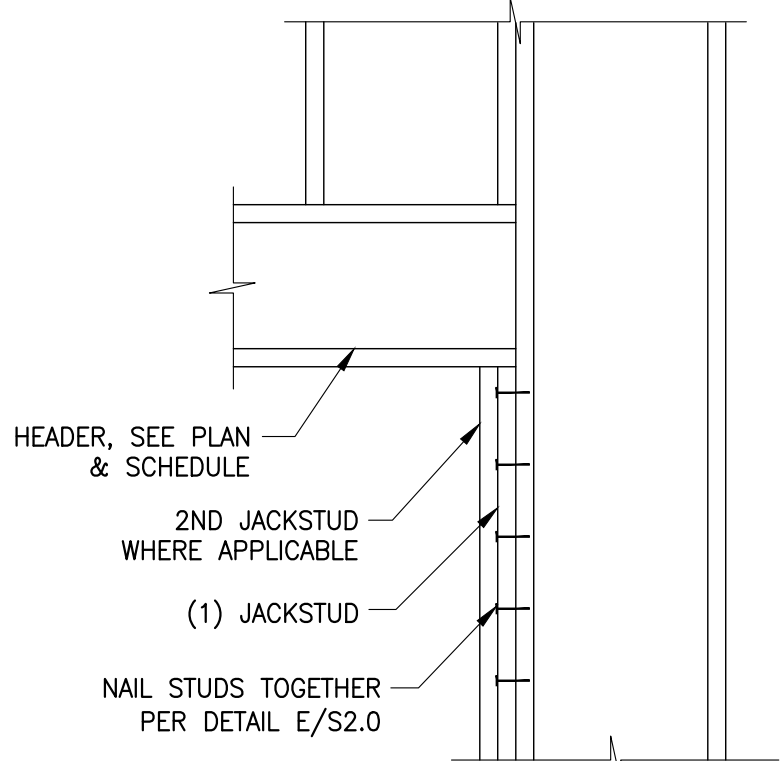 HEADER, SEE PLAN
& SCHEDULE
2ND JACKSTUD
WHERE APPLICABLE
(1) JACKSTUD
NAIL STUDS TOGETHER
PER DETAIL E/S2.0